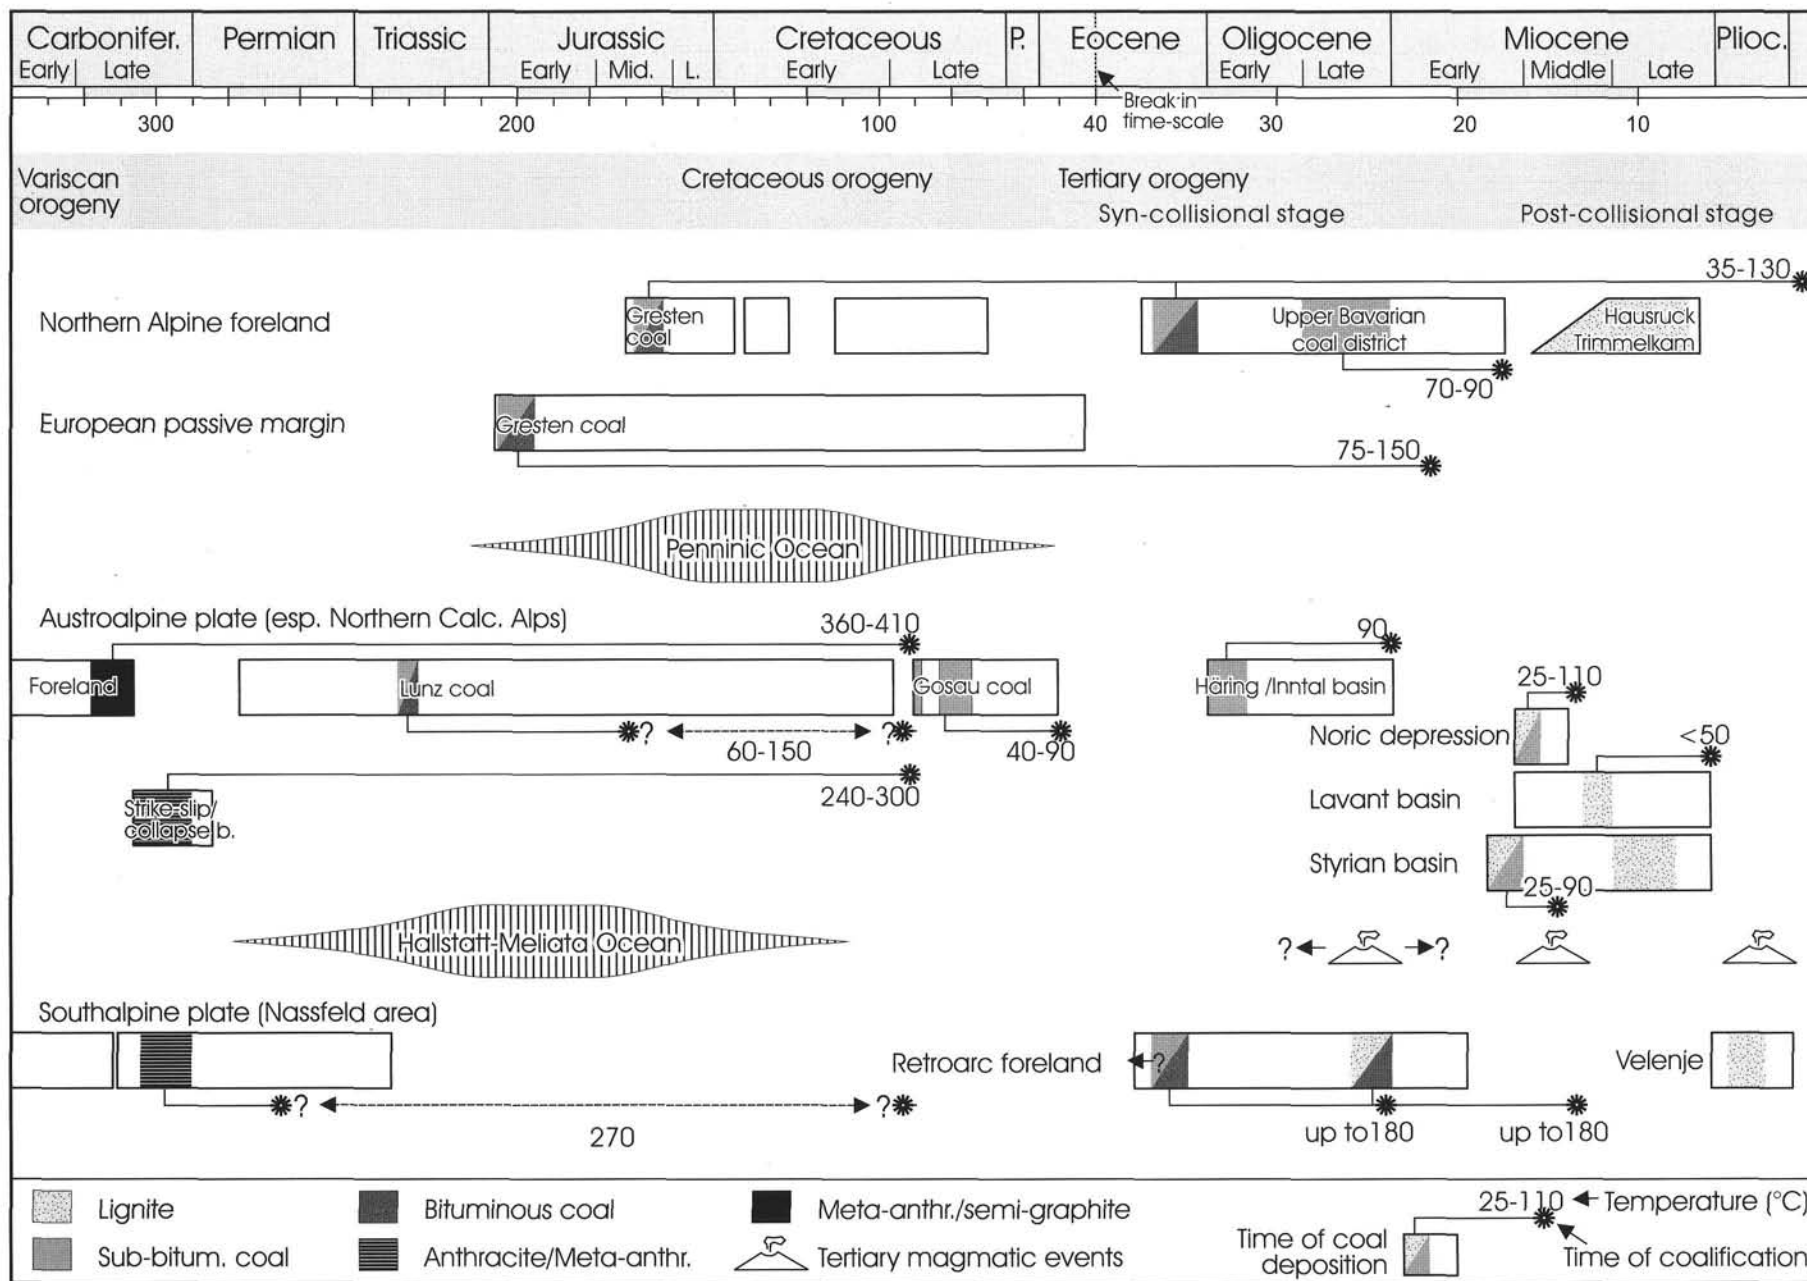 Carbonifer. Permian Triassic Jurassic Cretaceous P. Eocene Oligocene Miocene Plioc.
Early Late Early Mid. L. Early Late Early Late Early Middle Late
Break in
time-scale
300 200 100 40 30 20 10
Variscan
orogeny
Cretaceous orogeny
Tertiary orogeny
Syn-collisional stage
Post-collisional stage
35-130
Northern Alpine foreland
Gresten
coal
Upper Bavarian
coal district
Hausruck
Trimmelkam
70-90
European passive margin
Gresten coal
75-150
Penninic Ocean
Austroalpine plate (esp. Northern Calc. Alps)
360-410
90
Foreland
Lunz coal
Gosau coal
Häring /Inntal basin
25-110
? ?
60-150
40-90
Noric depression
<50
240-300
Strike-slip/
collapse b.
Lavant basin
Styrian basin
25-90
Hallstatt-Meliata Ocean
? ?
Southalpine plate (Nassfeld area)
Retroarc foreland
?
Velenje
? ?
270
up to180
up to180
Lignite
Bituminous coal
Meta-anthr./semi-graphite
25-110
Temperature (°C)
Sub-bitum. coal
Anthracite/Meta-anthr.
Tertiary magmatic events
Time of coal
deposition
Time of coalification